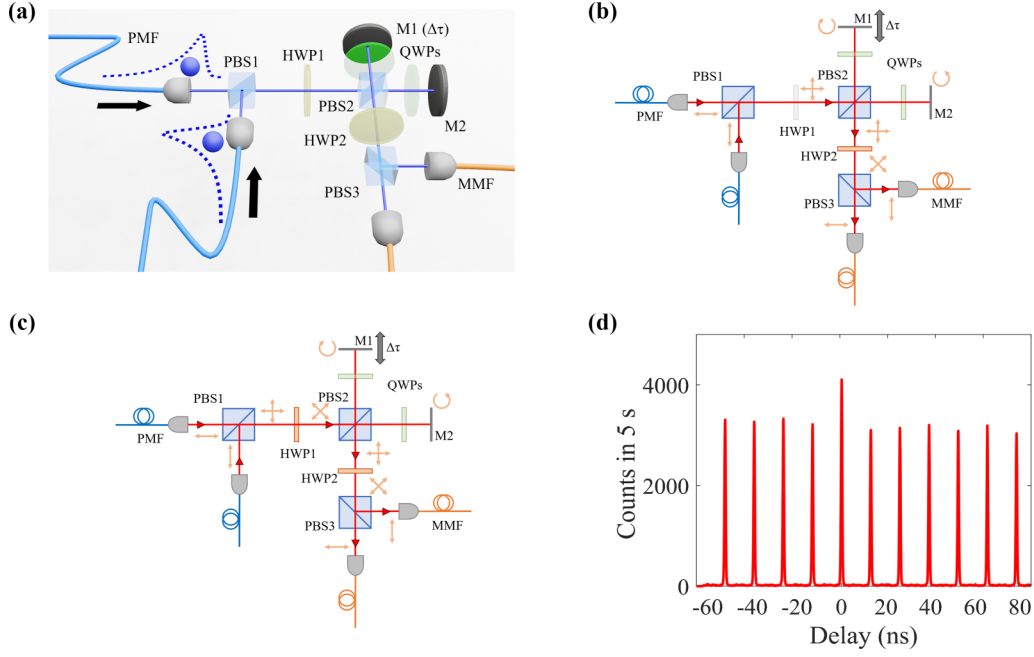 (a)
PMF
PBS1
HWP1
M1 (Δτ)
QWPs
PBS2
M2
HWP2
PBS3
MMF
(b)
M1
Δτ
PBS1
PBS2
QWPs
PMF
HWP1
M2
HWP2
PBS3
MMF
(c)
M1
Δτ
PBS1
PBS2
QWPs
PMF
HWP1
M2
HWP2
PBS3
MMF
(d)
Counts in 5 s
4000
2000
0
-60 -40 -20 0 20 40 60 80
Delay (ns)